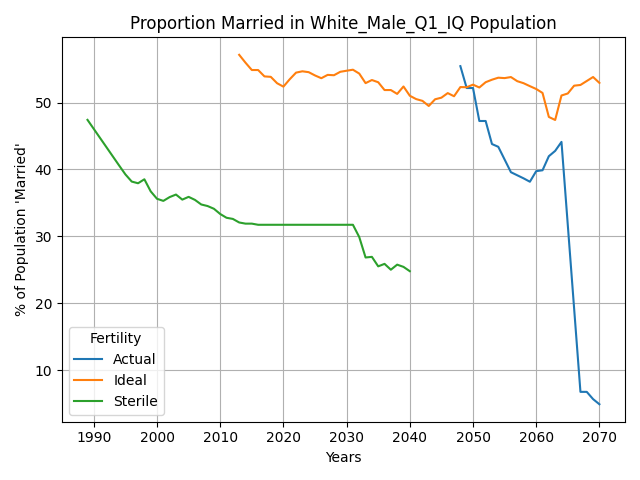 Proportion Married in White_Male_Q1_IQ Population
% of Population 'Married'
50
40
30
20
10
Fertility
Actual
Ideal
Sterile
1990 2000 2010 2020 2030 2040 2050 2060 2070
Years